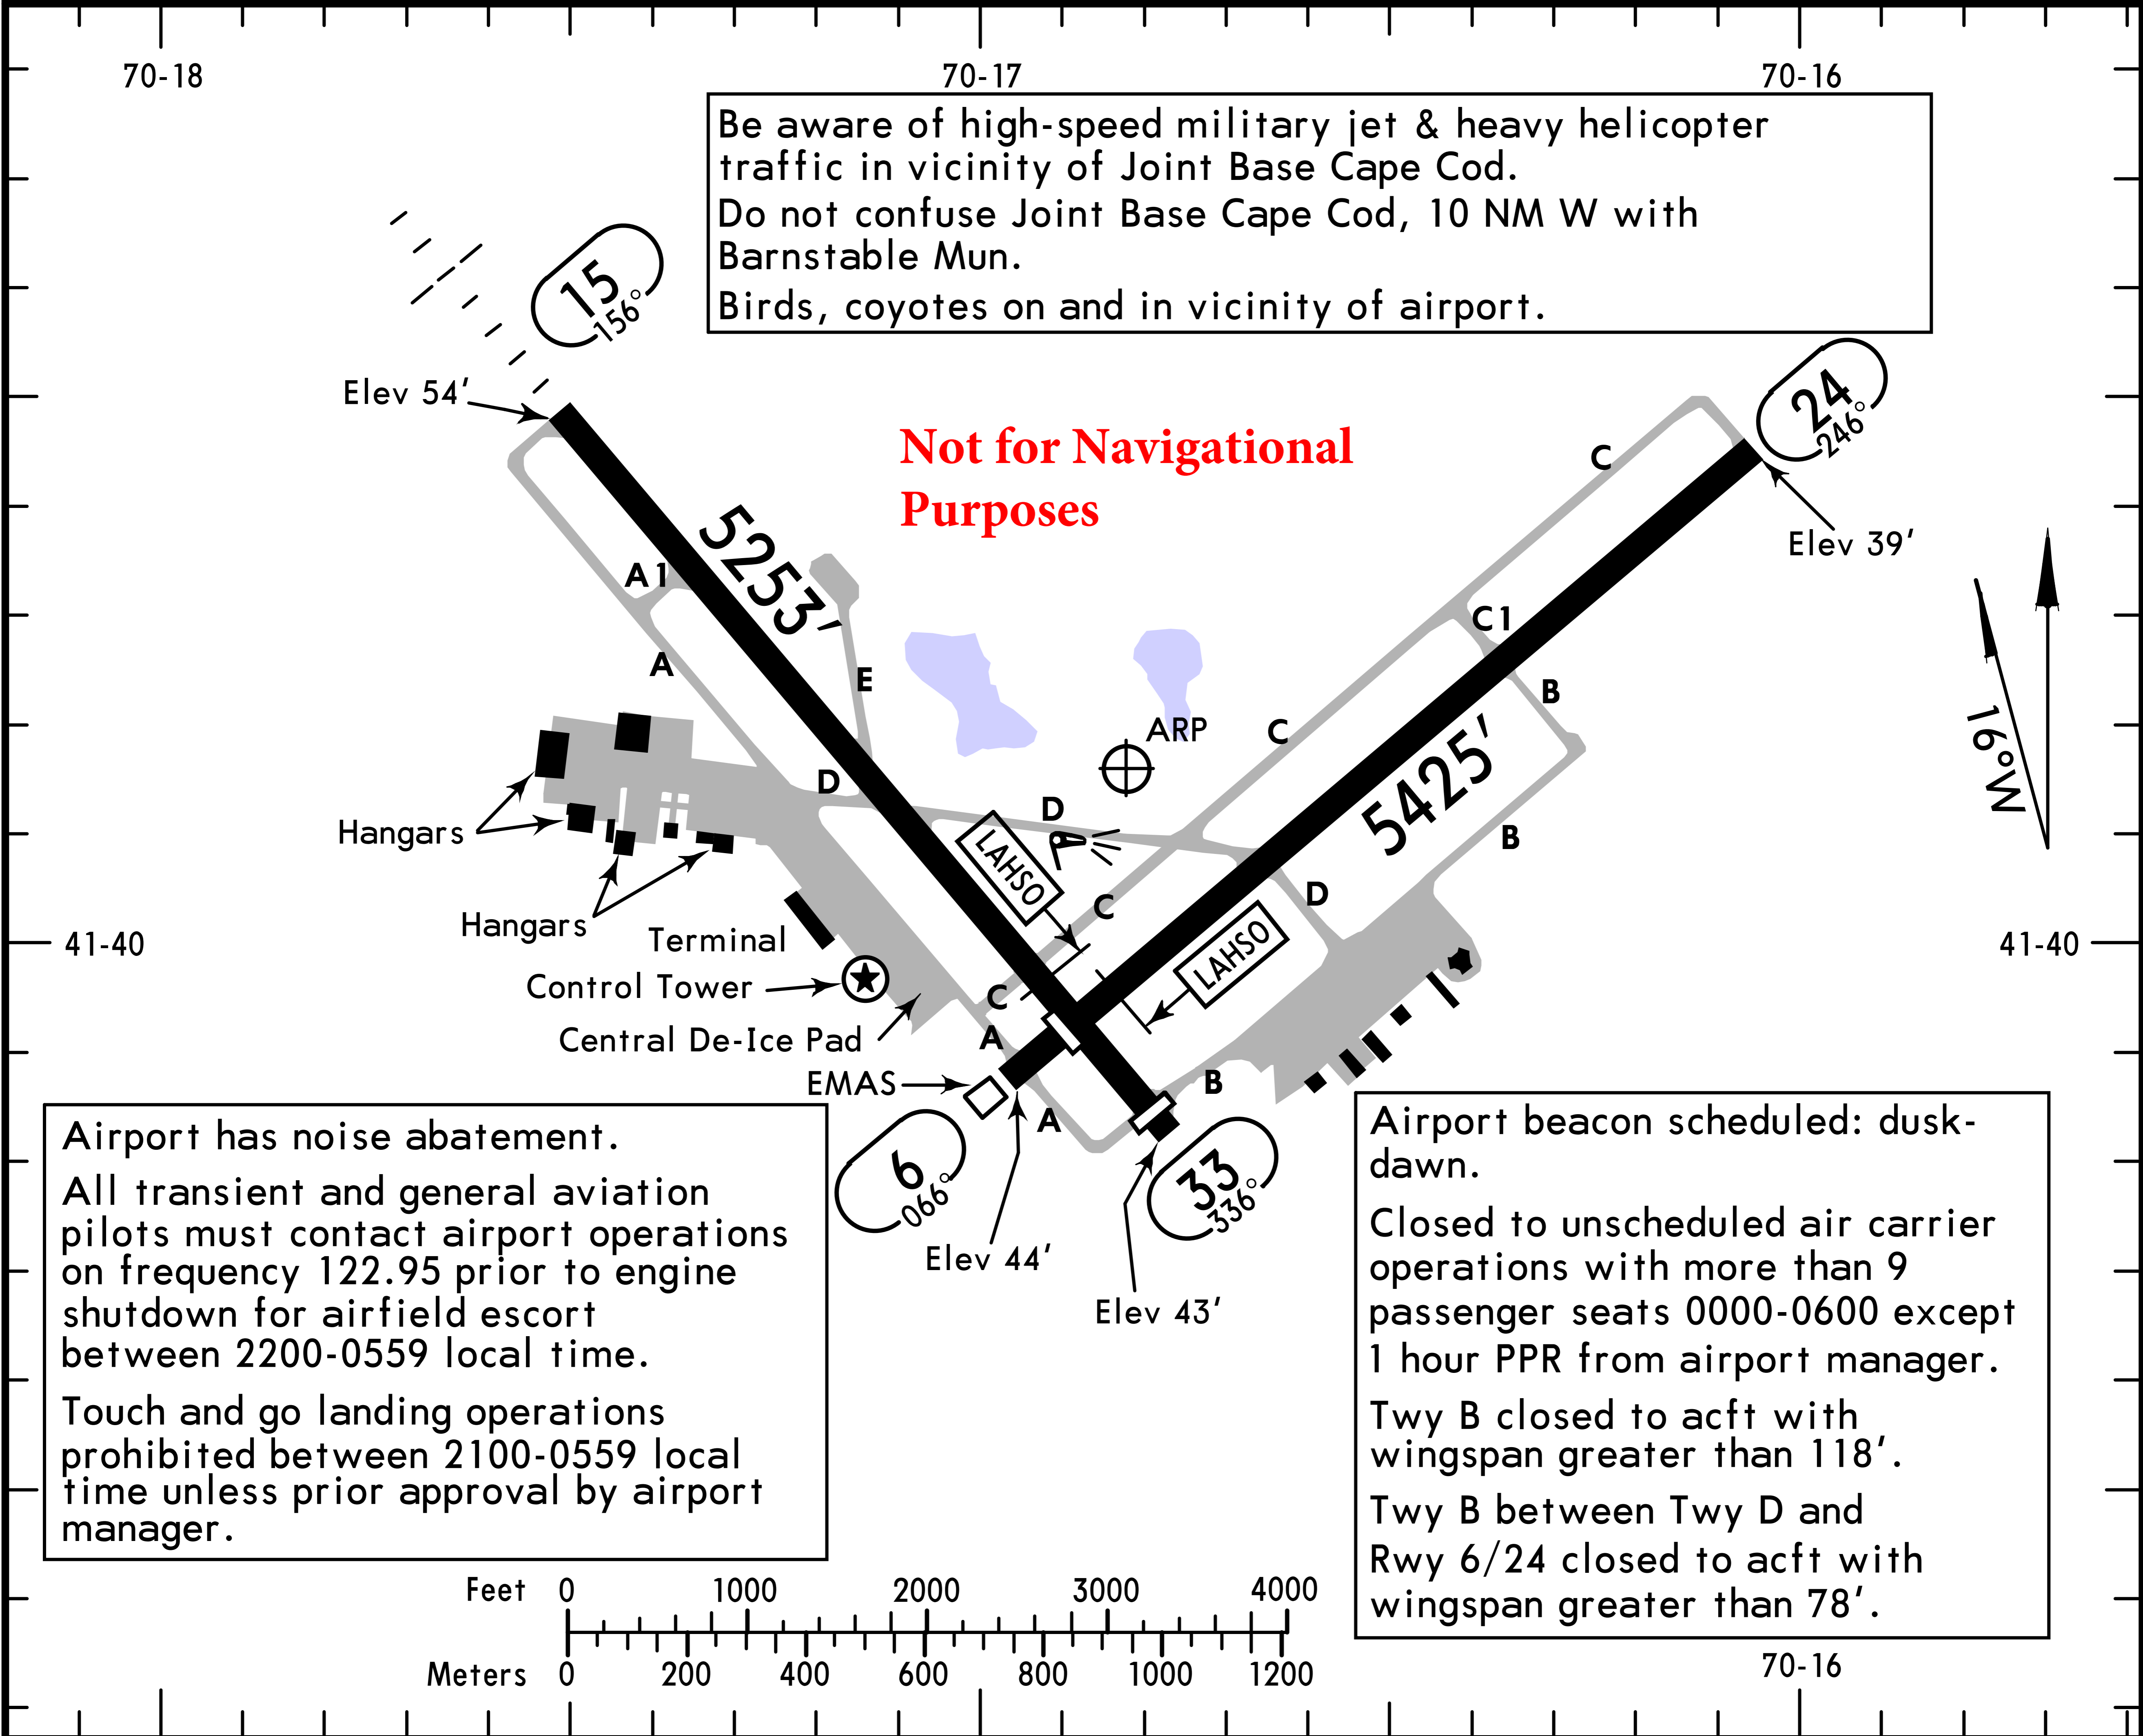 70-18
70-17
70-16
Be aware of high-speed military jet & heavy helicopter
traffic in vicinity of Joint Base Cape Cod.
Do not confuse Joint Base Cape Cod, 10 NM W with
Barnstable Mun.
Birds, coyotes on and in vicinity of airport.
15
156°
24
246°
Elev 54'
Not for Navigational
Purposes
C
Elev 39'
5253'
A1
C1
A
E
B
ARP
C
16°W
5425'
D
D
Hangars
LAHSO
B
C
D
Hangars
Terminal
LAHSO
41-40
41-40
Control Tower
C
Central De-Ice Pad
A
EMAS
B
A
6
066°
33
336°
Elev 44'
Elev 43'
Airport has noise abatement.
All transient and general aviation
pilots must contact airport operations
on frequency 122.95 prior to engine
shutdown for airfield escort
between 2200-0559 local time.
Touch and go landing operations
prohibited between 2100-0559 local
time unless prior approval by airport
manager.
Airport beacon scheduled: dusk-
dawn.
Closed to unscheduled air carrier
operations with more than 9
passenger seats 0000-0600 except
1 hour PPR from airport manager.
Twy B closed to acft with
wingspan greater than 118'.
Twy B between Twy D and
Rwy 6/24 closed to acft with
wingspan greater than 78'.
Feet 0 1000 2000 3000 4000
Meters 0 200 400 600 800 1000 1200
70-16